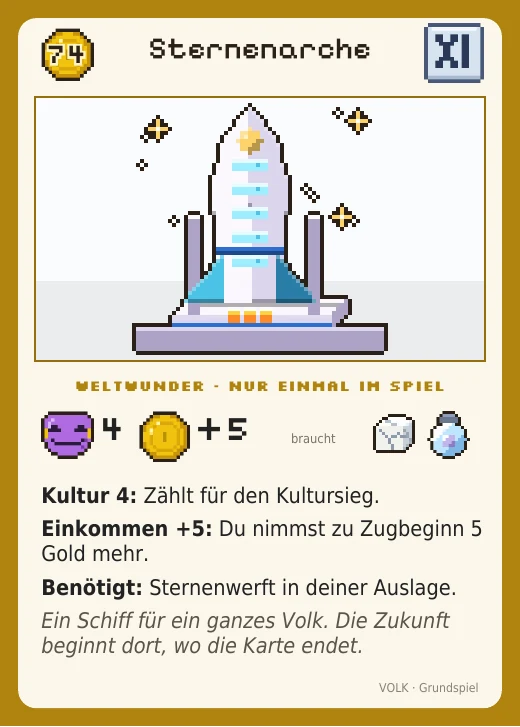 74
Sternenarche
XI
WELTWUNDER - NUR EINMAL IM SPIEL
4 +5 braucht
Kultur 4: Zählt für den Kultursieg.
Einkommen +5: Du nimmst zu Zugbeginn 5
Gold mehr.
Benötigt: Sternenwerft in deiner Auslage.
Ein Schiff für ein ganzes Volk. Die Zukunft
beginnt dort, wo die Karte endet.
VOLK · Grundspiel